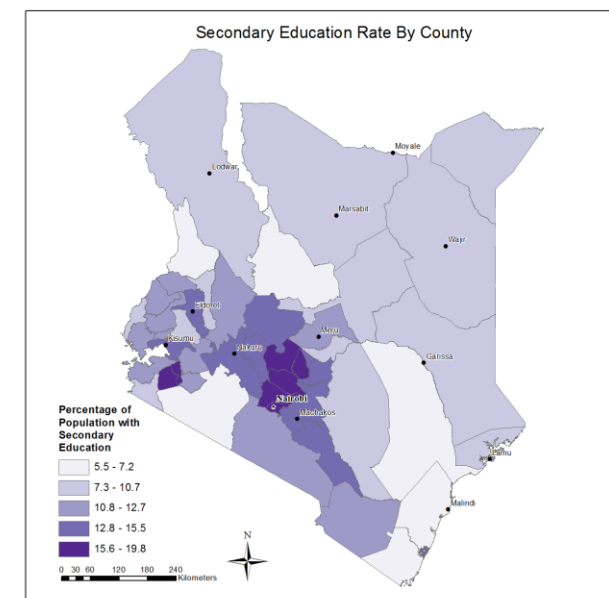 Secondary Education Rate By County
Moyale
Lodwar
Marsabit
Wajir
Eldoret
Meru
Kisumu
Nakuru
Garissa
Nairobi
Machakos
Lamu
Malindi
Percentage of
Population with
Secondary
Education
5.5 - 7.2
7.3 - 10.7
10.8 - 12.7
12.8 - 15.5
15.6 - 19.8
N
0 30 60 120 180 240
Kilometers